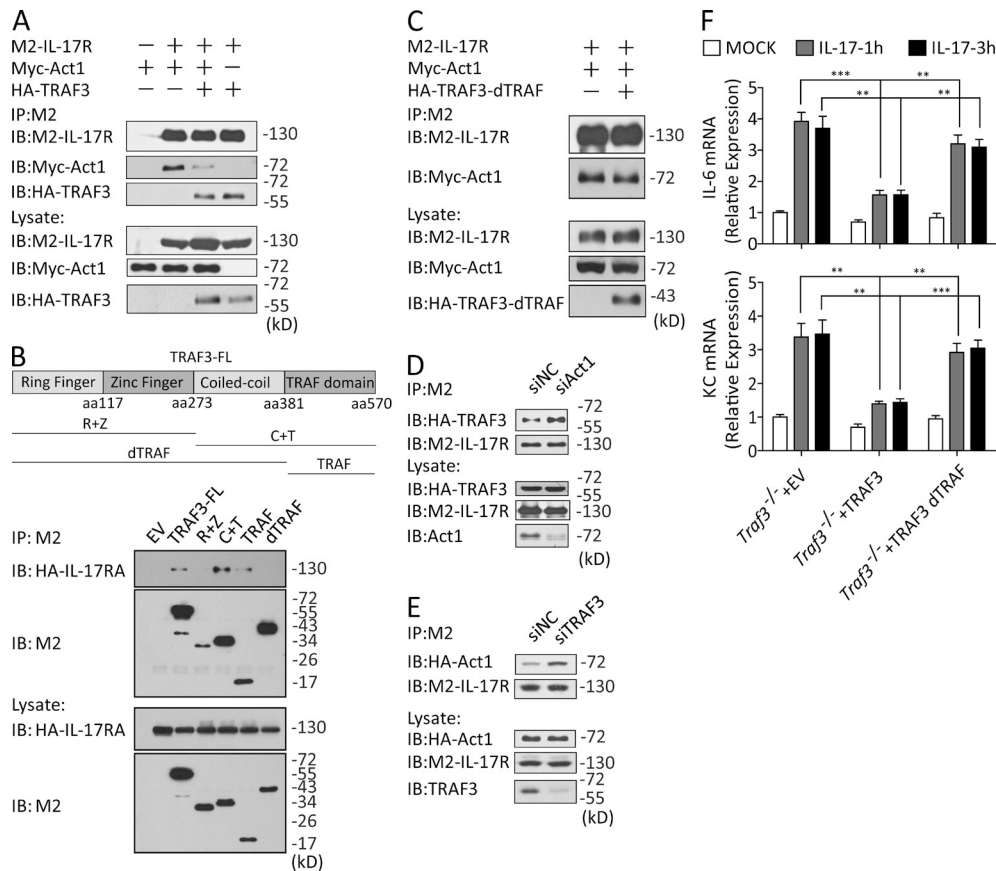 A
M2-IL-17R − + + +
Myc-Act1 + + + −
HA-TRAF3 − − + +
IP:M2
IB:M2-IL-17R -130
IB:Myc-Act1 -72
-72
IB:HA-TRAF3 -55
Lysate:
IB:M2-IL-17R -130
IB:Myc-Act1 -72
-72
IB:HA-TRAF3 -55
(kD)
B
TRAF3-FL
Ring Finger Zinc Finger Coiled-coil TRAF domain
aa117 aa273 aa381 aa570
R+Z C+T
dTRAF TRAF
IP: M2 EV TRAF3-FL R+Z C+T TRAF dTRAF
IB: HA-IL-17RA -130
-72
-55
-43
IB: M2 -34
-26
-17
Lysate:
IB: HA-IL-17RA -130
-72
-55
-43
IB: M2 -34
-26
-17
(kD)
C
M2-IL-17R + +
Myc-Act1 + +
HA-TRAF3-dTRAF − +
IP:M2
IB:M2-IL-17R -130
IB:Myc-Act1 -72
Lysate:
IB:M2-IL-17R -130
IB:Myc-Act1 -72
IB:HA-TRAF3-dTRAF -43
(kD)
D
IP:M2 siNC siAct1
-72
IB:HA-TRAF3 -55
IB:M2-IL-17R -130
Lysate:
-72
IB:HA-TRAF3 -55
IB:M2-IL-17R -130
IB:Act1 -72
(kD)
E
IP:M2 siNC siTRAF3
IB:HA-Act1 -72
IB:M2-IL-17R -130
Lysate:
IB:HA-Act1 -72
IB:M2-IL-17R -130
-72
IB:TRAF3 -55
(kD)
F
MOCK IL-17-1h IL-17-3h
IL-6 mRNA
(Relative Expression)
5
4
3
2
1
0
*** **
** **
KC mRNA
(Relative Expression)
5
4
3
2
1
0
** **
** ***
Traf3-/-+EV
Traf3-/-+TRAF3
Traf3-/-+TRAF3 dTRAF